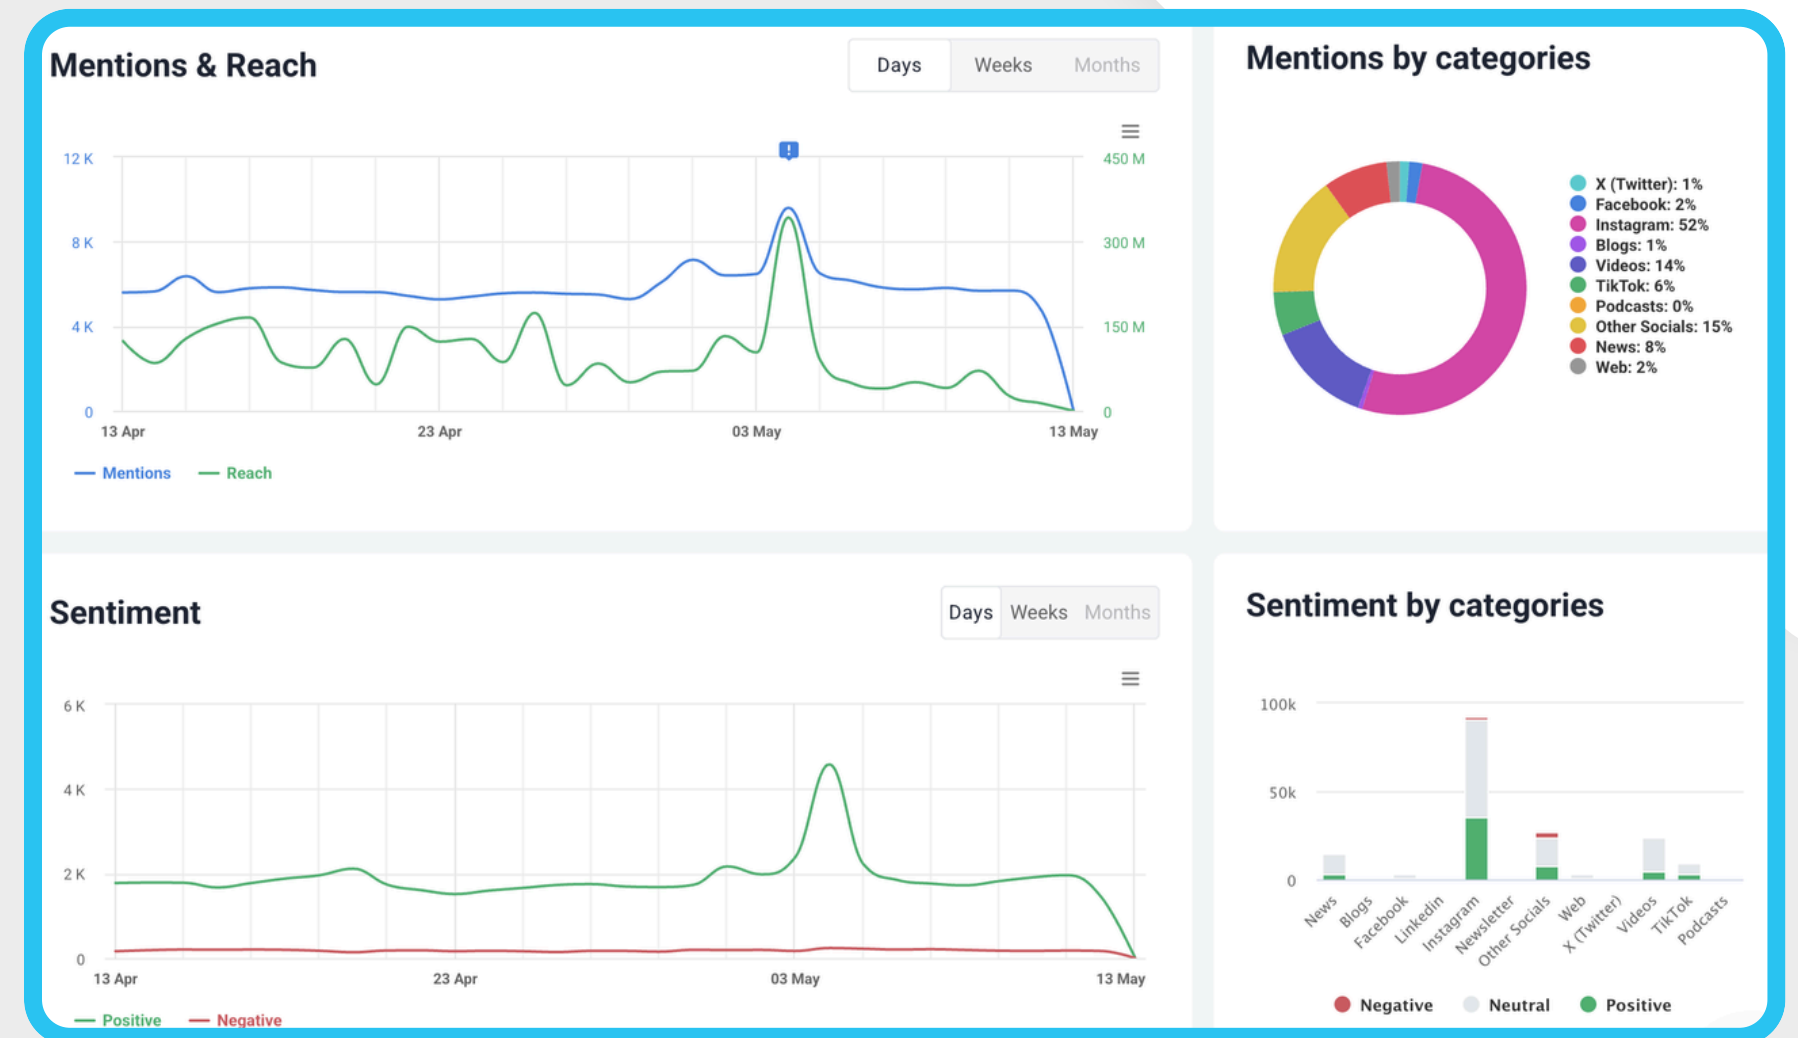 Mentions & Reach
Days Weeks Months
12 K
8 K
4 K
0
450 M
300 M
150 M
0
13 Apr 23 Apr 03 May 13 May
Mentions Reach
Mentions by categories
X (Twitter): 1%
Facebook: 2%
Instagram: 52%
Blogs: 1%
Videos: 14%
TikTok: 6%
Podcasts: 0%
Other Socials: 15%
News: 8%
Web: 2%
Sentiment
Days Weeks Months
6 K
4 K
2 K
0
13 Apr 23 Apr 03 May 13 May
Positive Negative
Sentiment by categories
100k
50k
0
News
Blogs
Facebook
Linkedin
Instagram
Newsletter
Other Socials
Web
X (Twitter)
Videos
TikTok
Podcasts
Negative Neutral Positive